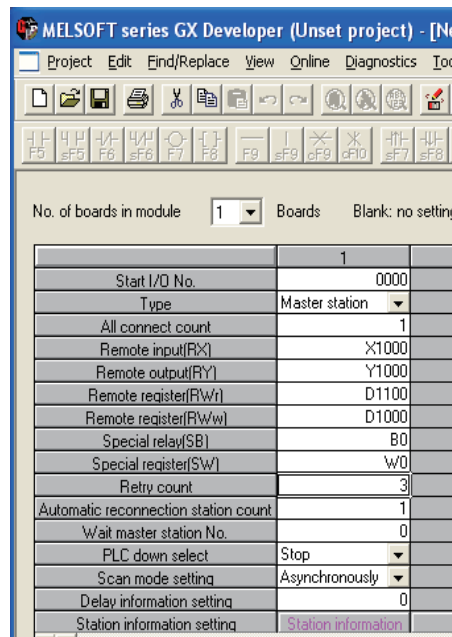 MELSOFT series GX Developer (Unset project) - [N
Project Edit Find/Replace View Online Diagnostics Too
F5 sF5 F6 sF6 F7 F8 F9 sF9 cF9 cF10 sF7 sF8
No. of boards in module 1 Boards Blank: no setting
1
Start I/O No. 0000
Type Master station
All connect count 1
Remote input(RX) X1000
Remote output(RY) Y1000
Remote register(RWr) D1100
Remote register(RWw) D1000
Special relay(SB) B0
Special register(SW) W0
Retry count 3
Automatic reconnection station count 1
Wait master station No. 0
PLC down select Stop
Scan mode setting Asynchronously
Delay information setting 0
Station information setting Station information